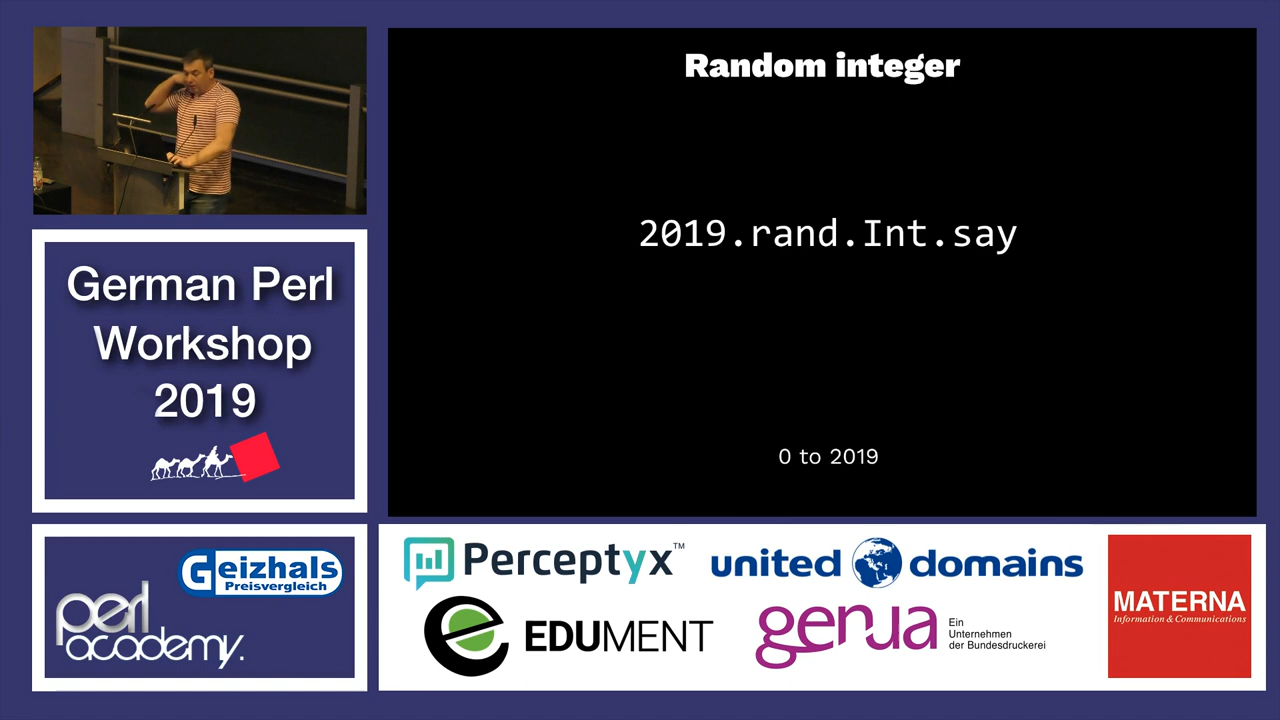 Random integer
2019.rand.Int.say
0 to 2019
German Perl
Workshop
2019
Geizhals
Preisvergleich
perl
academy.
Perceptyx™
united domains
EDUMENT
genua
Ein
Unternehmen
der Bundesdruckerei
MATERNA
Information & Communications